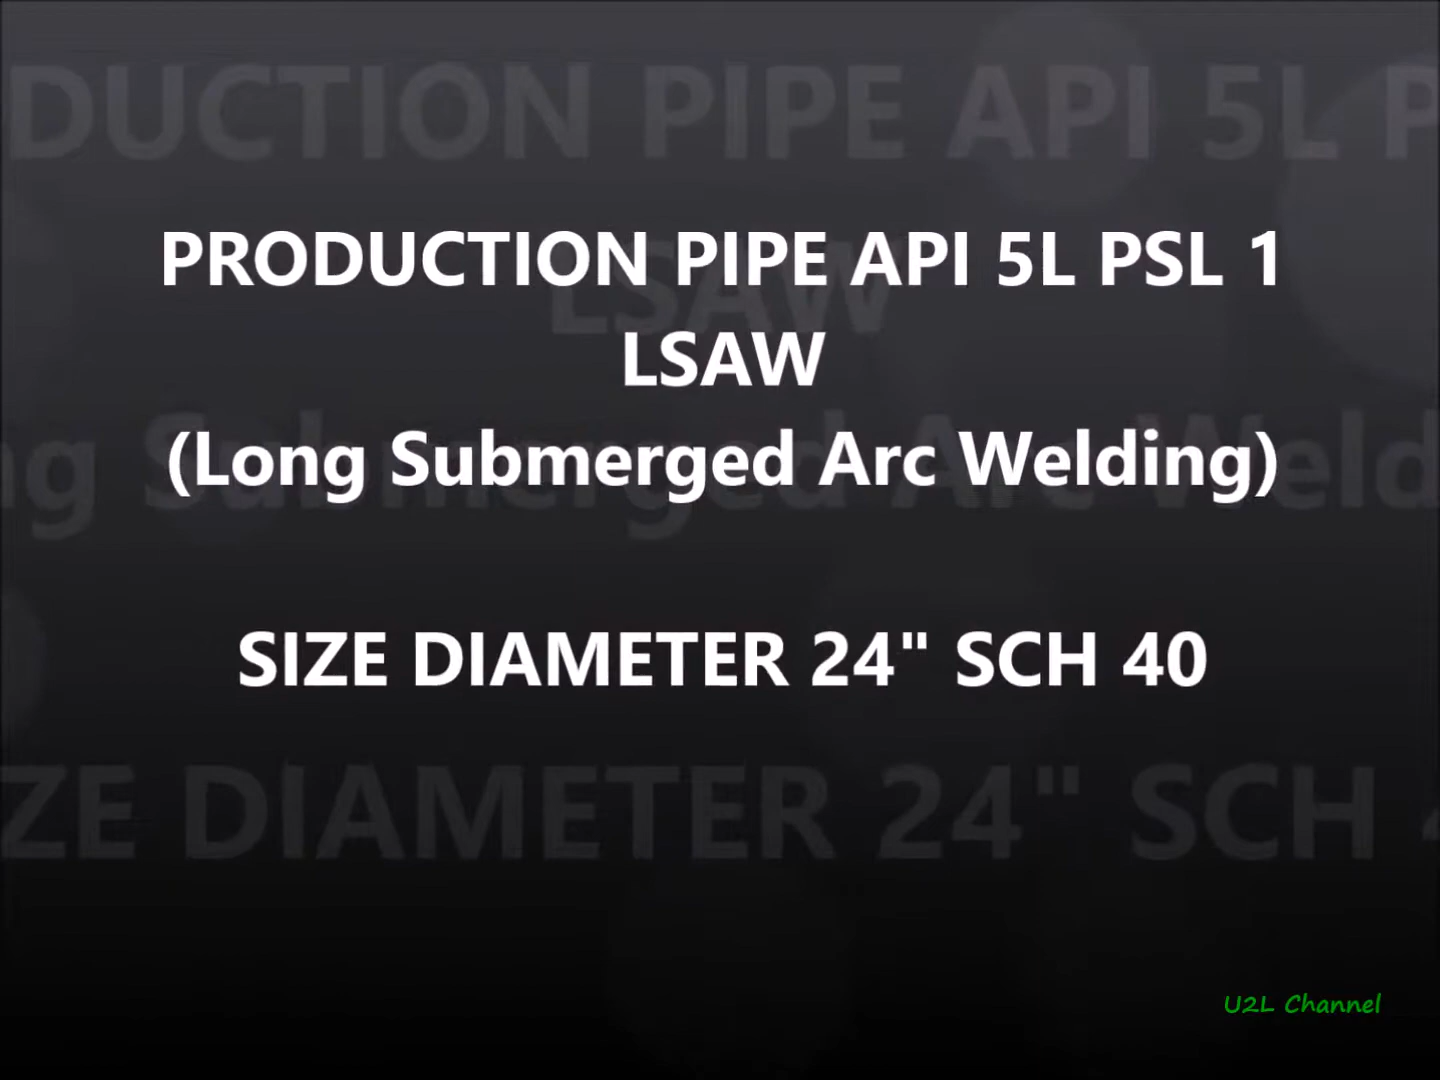 PRODUCTION PIPE API 5L PSL 1
LSAW
(Long Submerged Arc Welding)
SIZE DIAMETER 24" SCH 40
U2L Channel